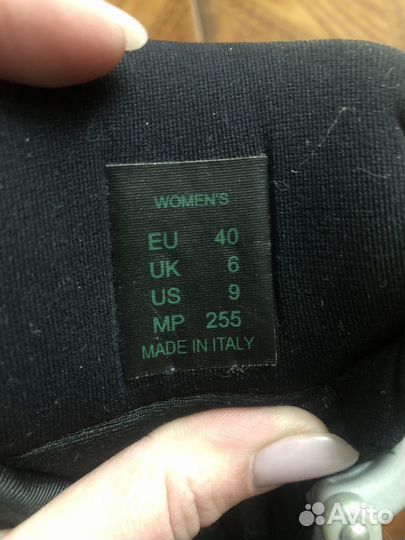 WOMEN'S
EU 40
UK 6
US 9
MP 255
MADE IN ITALY
Avito